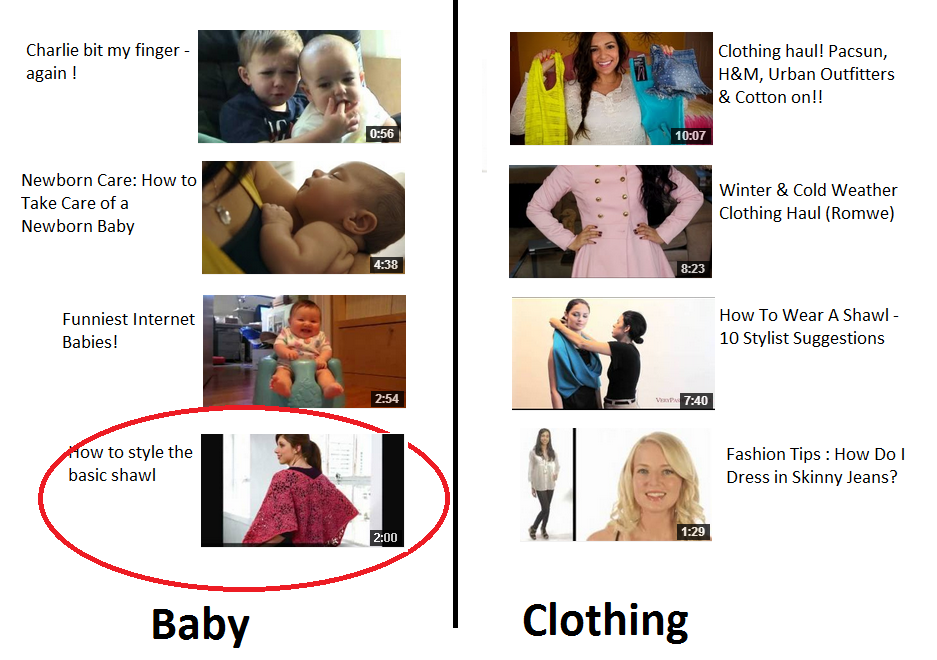 Charlie bit my finger -
again !
0:56
Newborn Care: How to
Take Care of a
Newborn Baby
4:38
Funniest Internet
Babies!
2:54
How to style the
basic shawl
2:00
Baby
Clothing haul! Pacsun,
H&M, Urban Outfitters
& Cotton on!!
10:07
Winter & Cold Weather
Clothing Haul (Romwe)
8:23
How To Wear A Shawl -
10 Stylist Suggestions
7:40
Fashion Tips : How Do I
Dress in Skinny Jeans?
1:29
Clothing